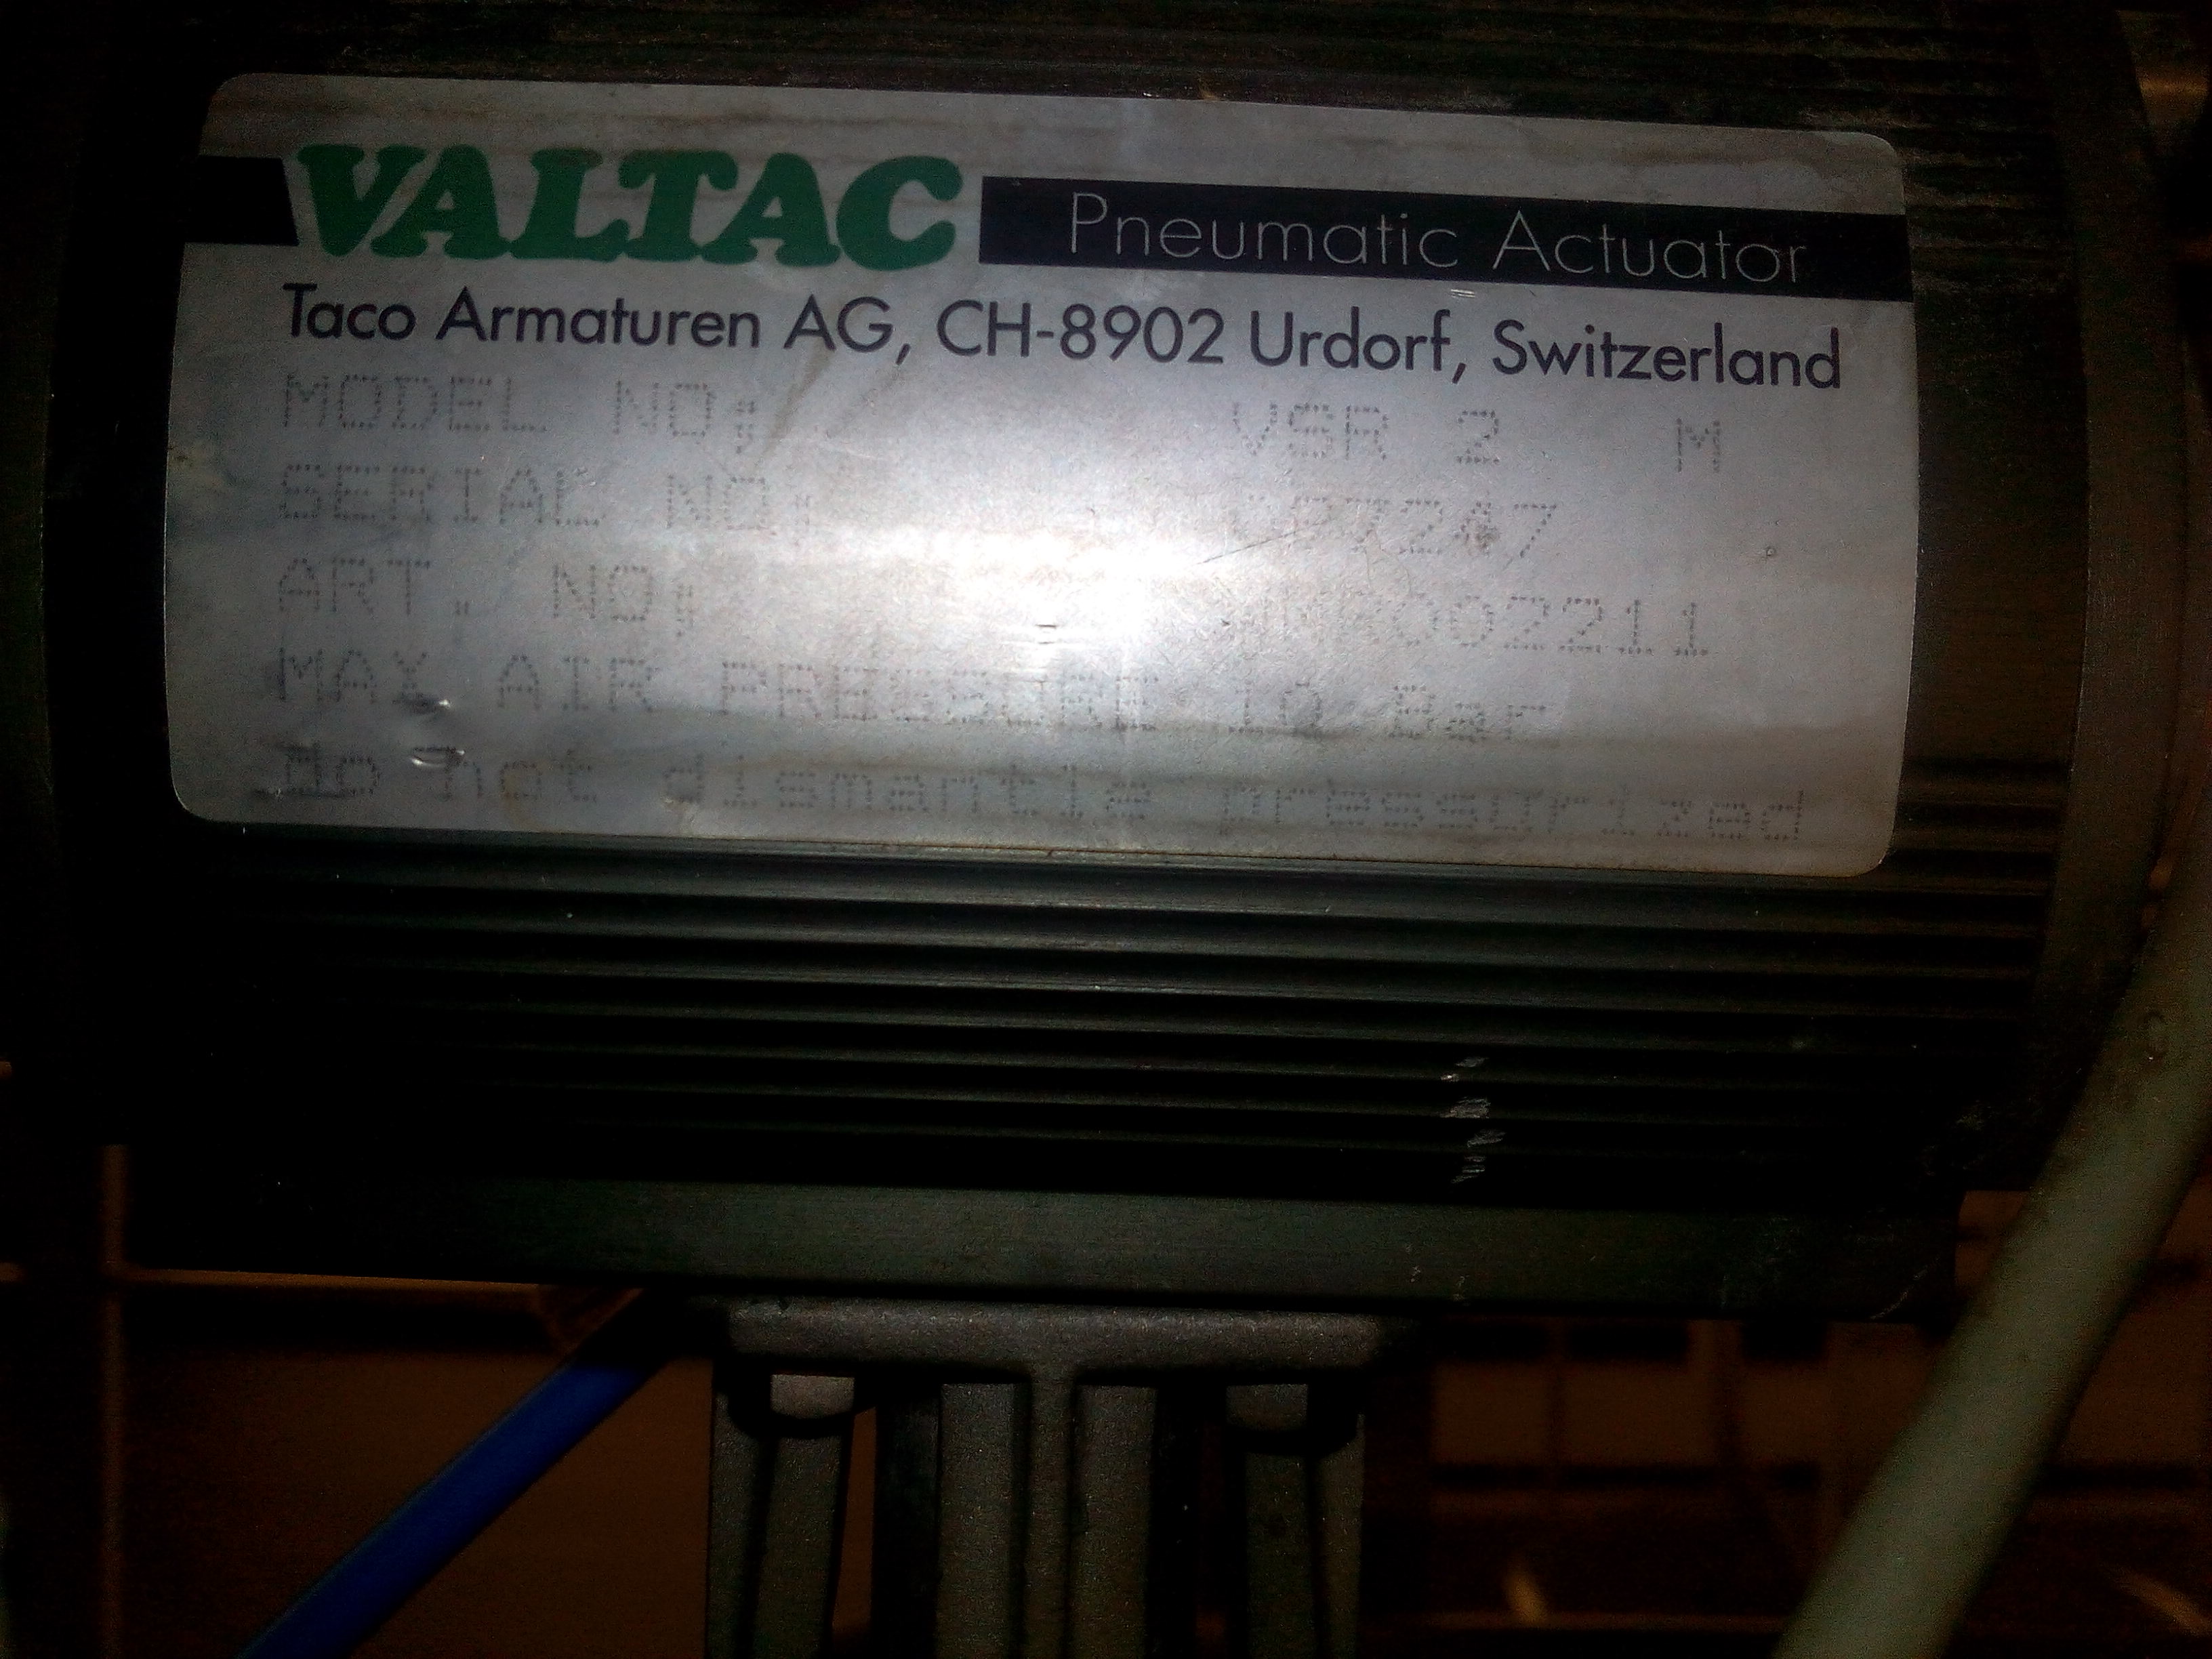 VALTAC Pneumatic Actuator
Taco Armaturen AG, CH-8902 Urdorf, Switzerland
MODEL NO: VSR 2 M
SERIAL NO:
ART. NO:
MAX AIR PRESSURE 10 Bar
Do not dismantle pressurized